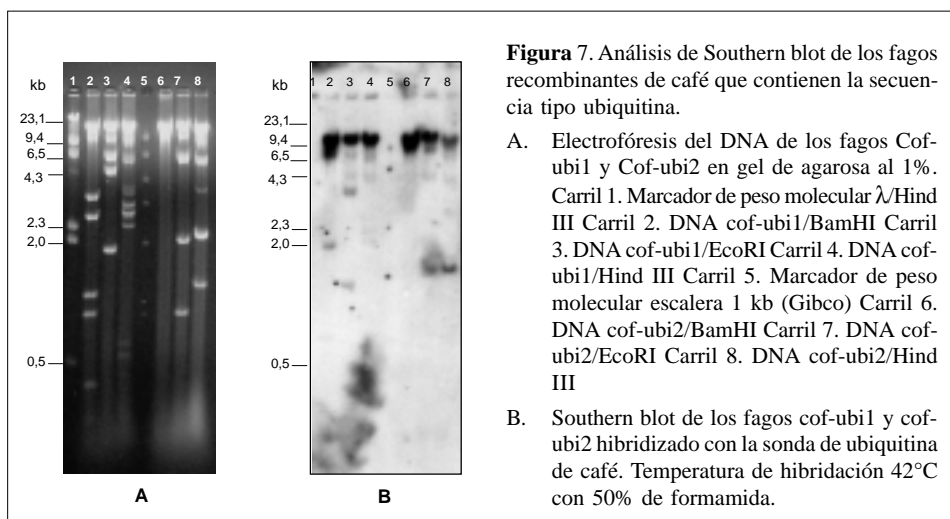 kb
1 2 3 4 5 6 7 8
23,1
9,4
6,5
4,3
2,3
2,0
0,5
A
kb
1 2 3 4 5 6 7 8
23,1
9,4
6,5
4,3
2,3
2,0
0,5
B
Figura 7. Análisis de Southern blot de los fagos
recombinantes de café que contienen la secuen-
cia tipo ubiquitina.
A. Electrofóresis del DNA de los fagos Cof-
ubi1 y Cof-ubi2 en gel de agarosa al 1%.
Carril 1. Marcador de peso molecular λ/Hind
III Carril 2. DNA cof-ubi1/BamHI Carril
3. DNA cof-ubi1/EcoRI Carril 4. DNA cof-
ubi1/Hind III Carril 5. Marcador de peso
molecular escalera 1 kb (Gibco) Carril 6.
DNA cof-ubi2/BamHI Carril 7. DNA cof-
ubi2/EcoRI Carril 8. DNA cof-ubi2/Hind
III
B. Southern blot de los fagos cof-ubi1 y cof-
ubi2 hibridizado con la sonda de ubiquitina
de café. Temperatura de hibridación 42°C
con 50% de formamida.